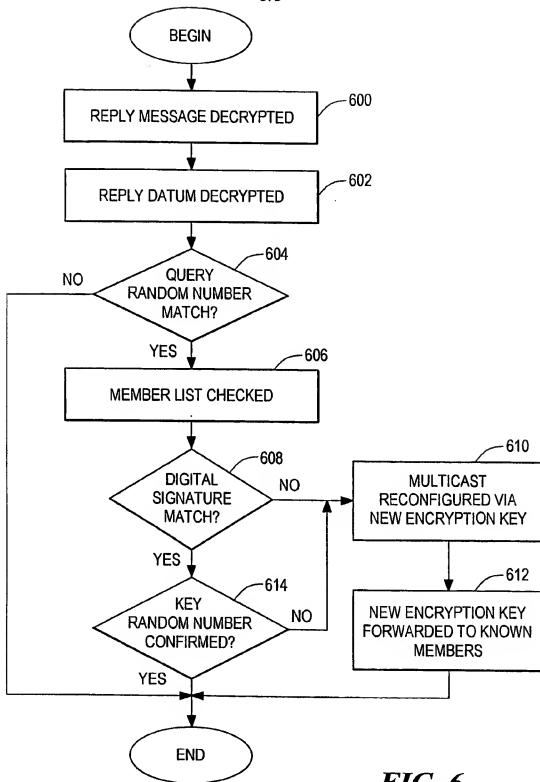 BEGIN
REPLY MESSAGE DECRYPTED
600
REPLY DATUM DECRYPTED
602
604
NO
QUERY
RANDOM NUMBER
MATCH?
YES
606
MEMBER LIST CHECKED
608
DIGITAL
SIGNATURE
MATCH?
NO
610
MULTICAST
RECONFIGURED VIA
NEW ENCRYPTION KEY
YES
614
KEY
RANDOM NUMBER
CONFIRMED?
NO
612
NEW ENCRYPTION KEY
FORWARDED TO KNOWN
MEMBERS
YES
END
FIG. 6